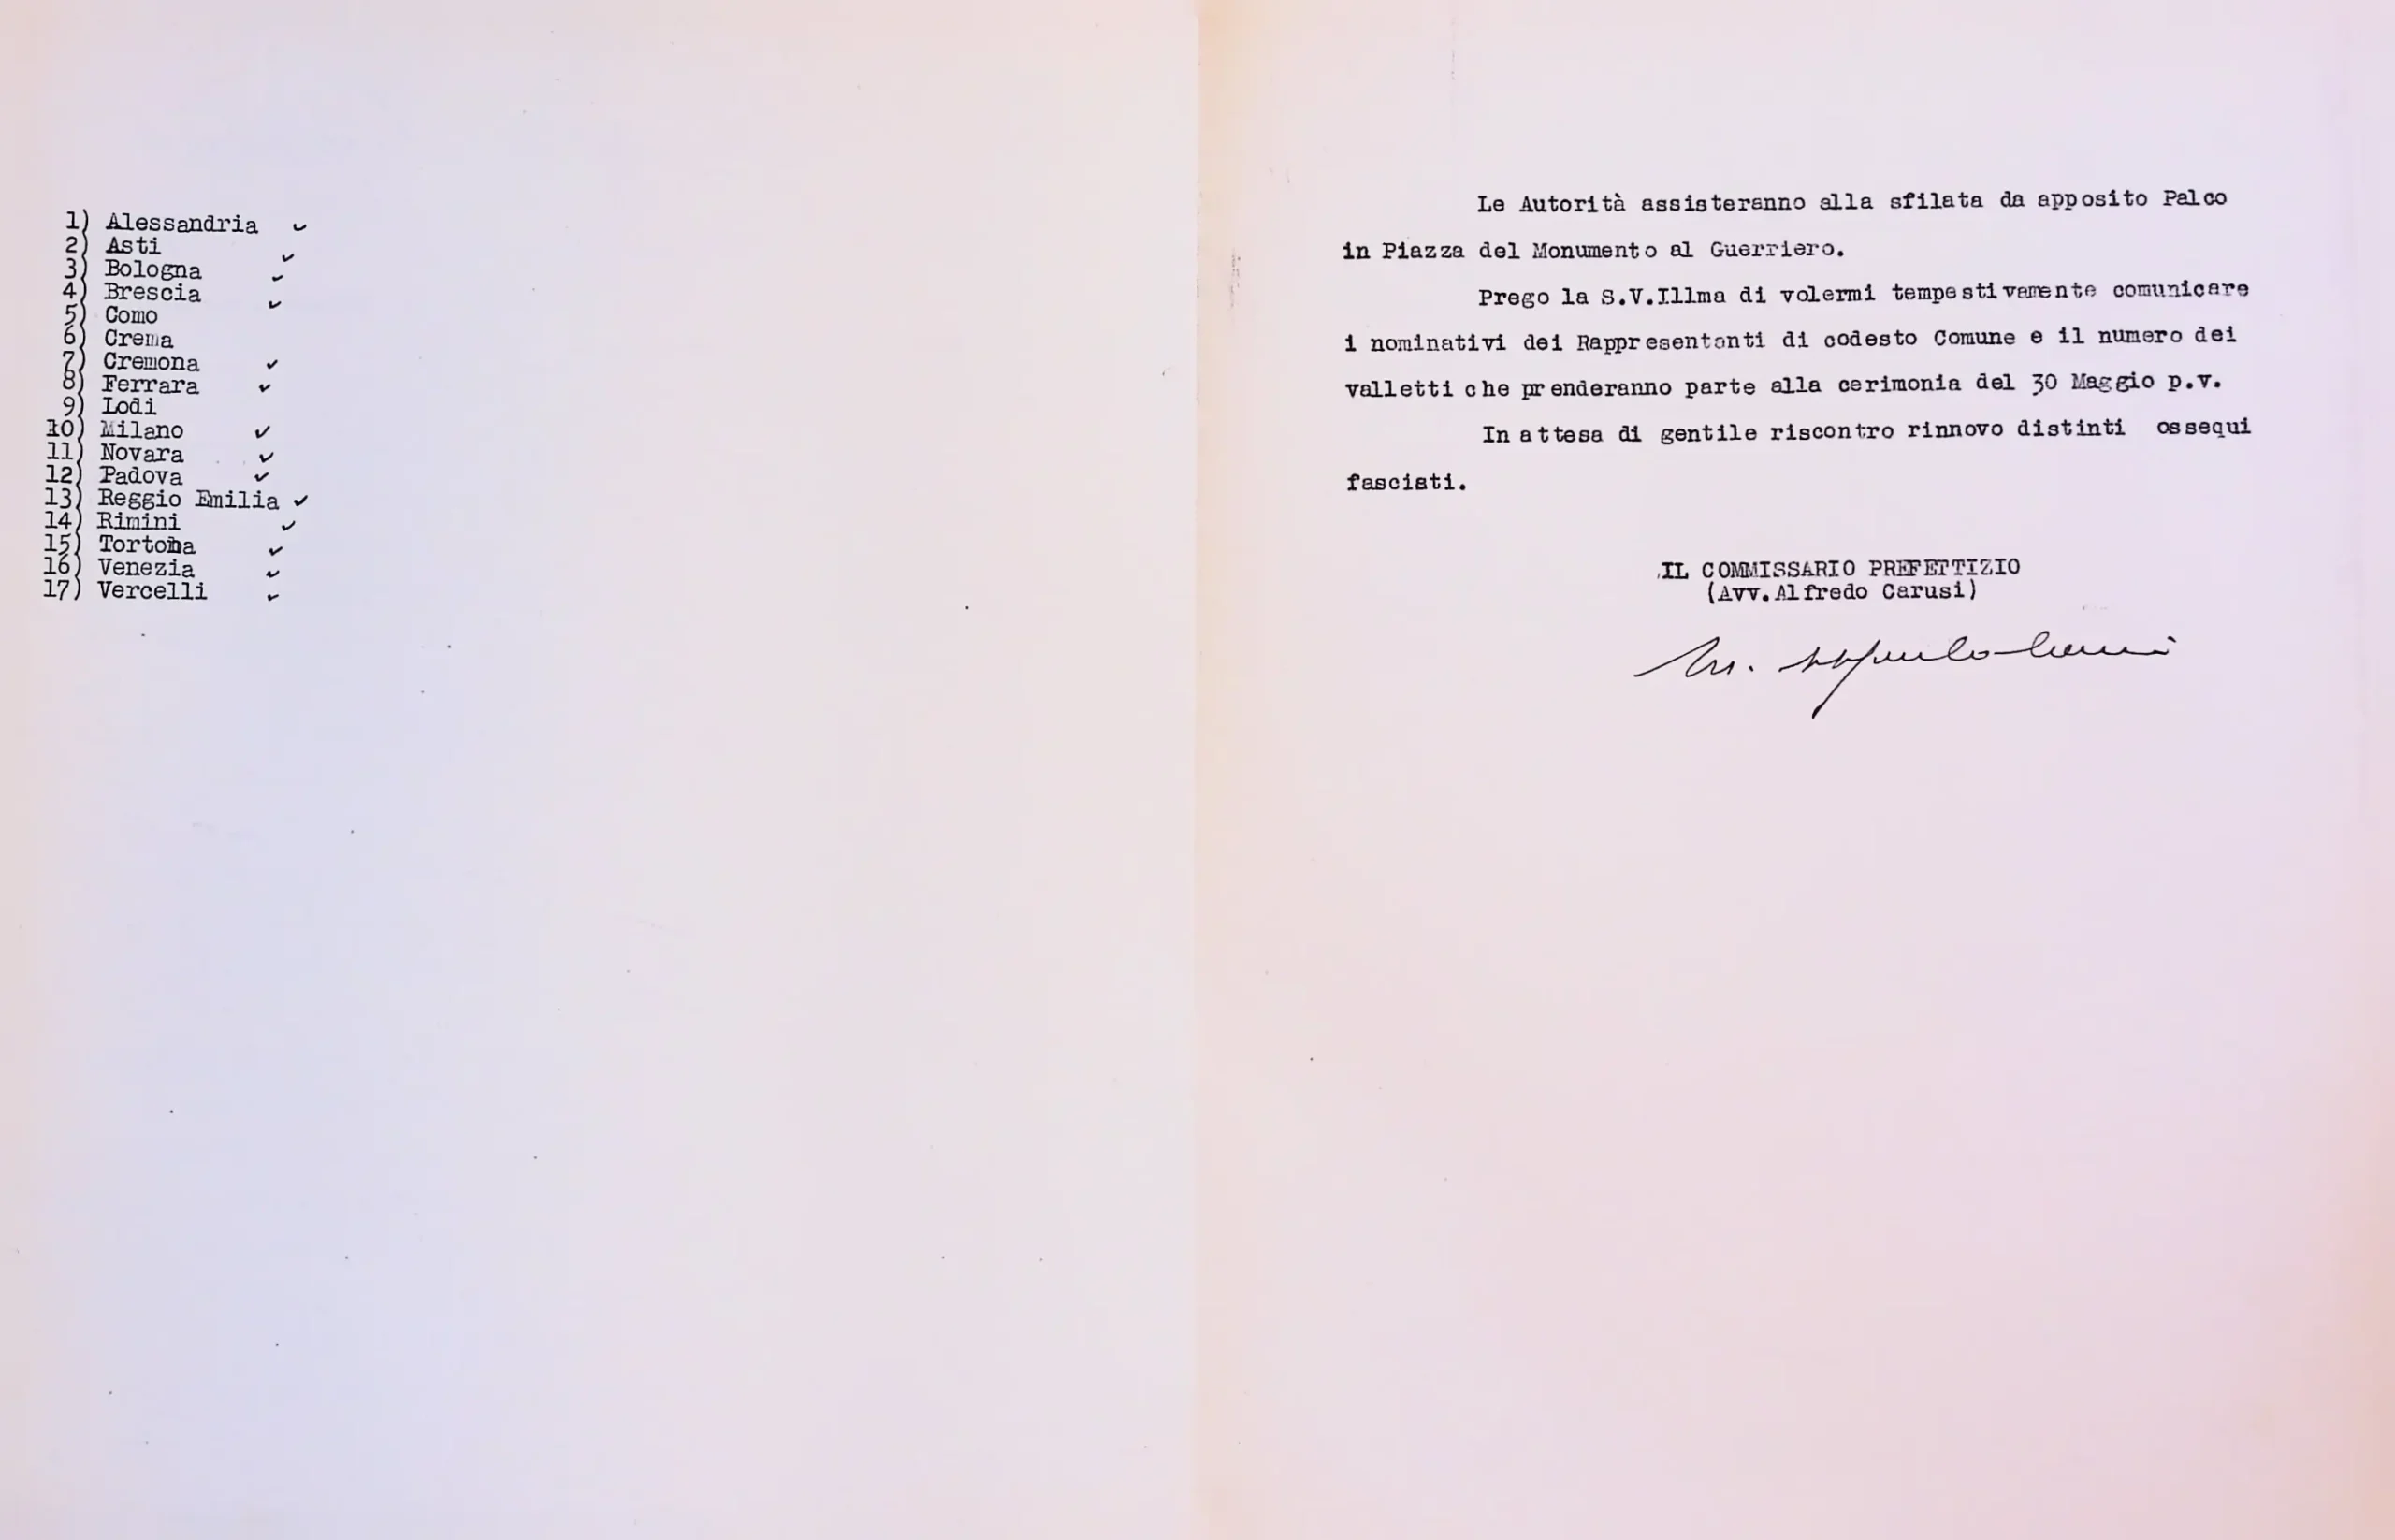 1) Alessandria ✓
2) Asti ✓
3) Bologna ✓
4) Brescia ✓
5) Como
6) Crema
7) Cremona ✓
8) Ferrara ✓
9) Lodi
10) Milano ✓
11) Novara ✓
12) Padova ✓
13) Reggio Emilia ✓
14) Rimini ✓
15) Tortona ✓
16) Venezia ✓
17) Vercelli ✓
Le Autorità assisteranno alla sfilata da apposito Palco
in Piazza del Monumento al Guerriero.
Prego la S.V.Illma di volermi tempestivamente comunicare
i nominativi dei Rappresentanti di codesto Comune e il numero dei
valletti che prenderanno parte alla cerimonia del 30 Maggio p.v.
In attesa di gentile riscontro rinnovo distinti ossequi
fascisti.
IL COMMISSARIO PREFETTIZIO
(Avv.Alfredo Carusi)